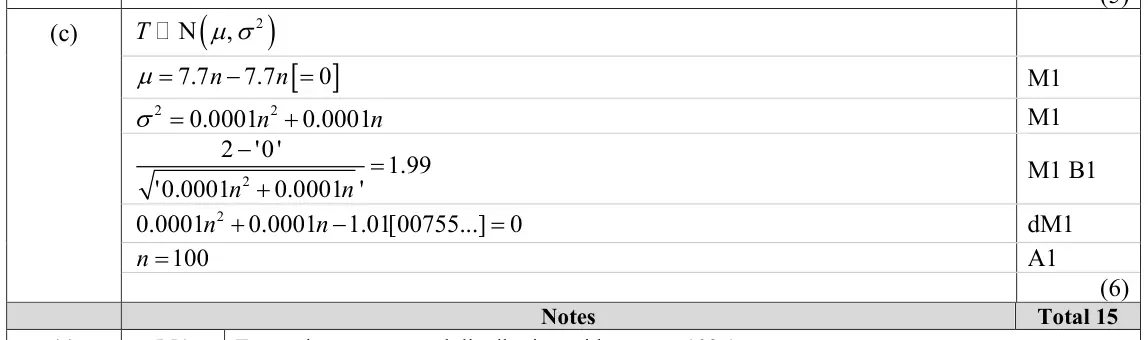 (5)
(c) T □ N(μ, σ²)
μ = 7.7n − 7.7n[= 0] M1
σ² = 0.0001n² + 0.0001n M1
2 − '0' / √'0.0001n² + 0.0001n' = 1.99 M1 B1
0.0001n² + 0.0001n − 1.01[00755...] = 0 dM1
n = 100 A1
(6)
Notes Total 15